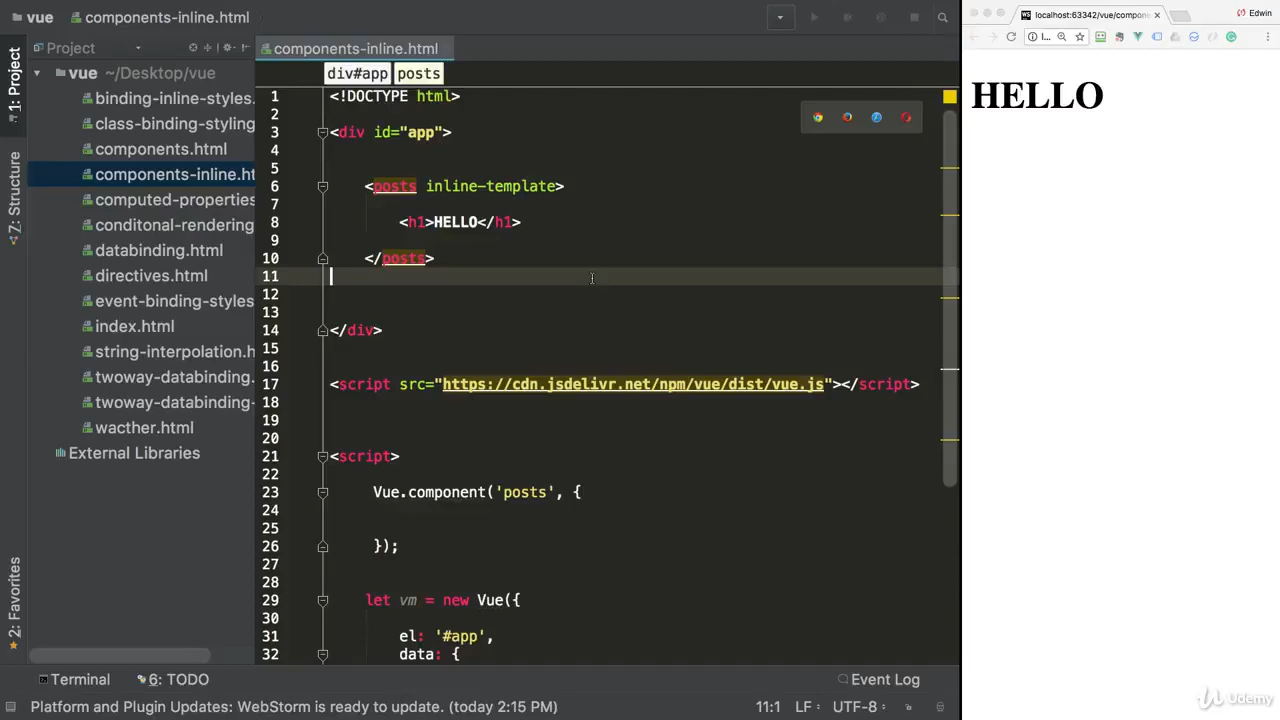 vue
components-inline.html
Project
components-inline.html
div#app posts
1: Project
7: Structure
2: Favorites
vue ~/Desktop/vue
binding-inline-styles.
class-binding-styling
components.html
components-inline.ht
computed-properties
conditonal-rendering
databinding.html
directives.html
event-binding-styles
index.html
string-interpolation.h
twoway-databinding.
twoway-databinding-
wacther.html
External Libraries
1 <!DOCTYPE html>
2
3 <div id="app">
4
5
6 <posts inline-template>
7
8 <h1>HELLO</h1>
9
10 </posts>
11
12
13
14 </div>
15
16
17 <script src="https://cdn.jsdelivr.net/npm/vue/dist/vue.js"></script>
18
19
20
21 <script>
22
23 Vue.component('posts', {
24
25
26 });
27
28
29 let vm = new Vue({
30
31 el: '#app',
32 data: {
Terminal
6: TODO
Event Log
Platform and Plugin Updates: WebStorm is ready to update. (today 2:15 PM)
11:1 LF UTF-8
localhost:63342/vue/compone
Edwin
HELLO
Udemy